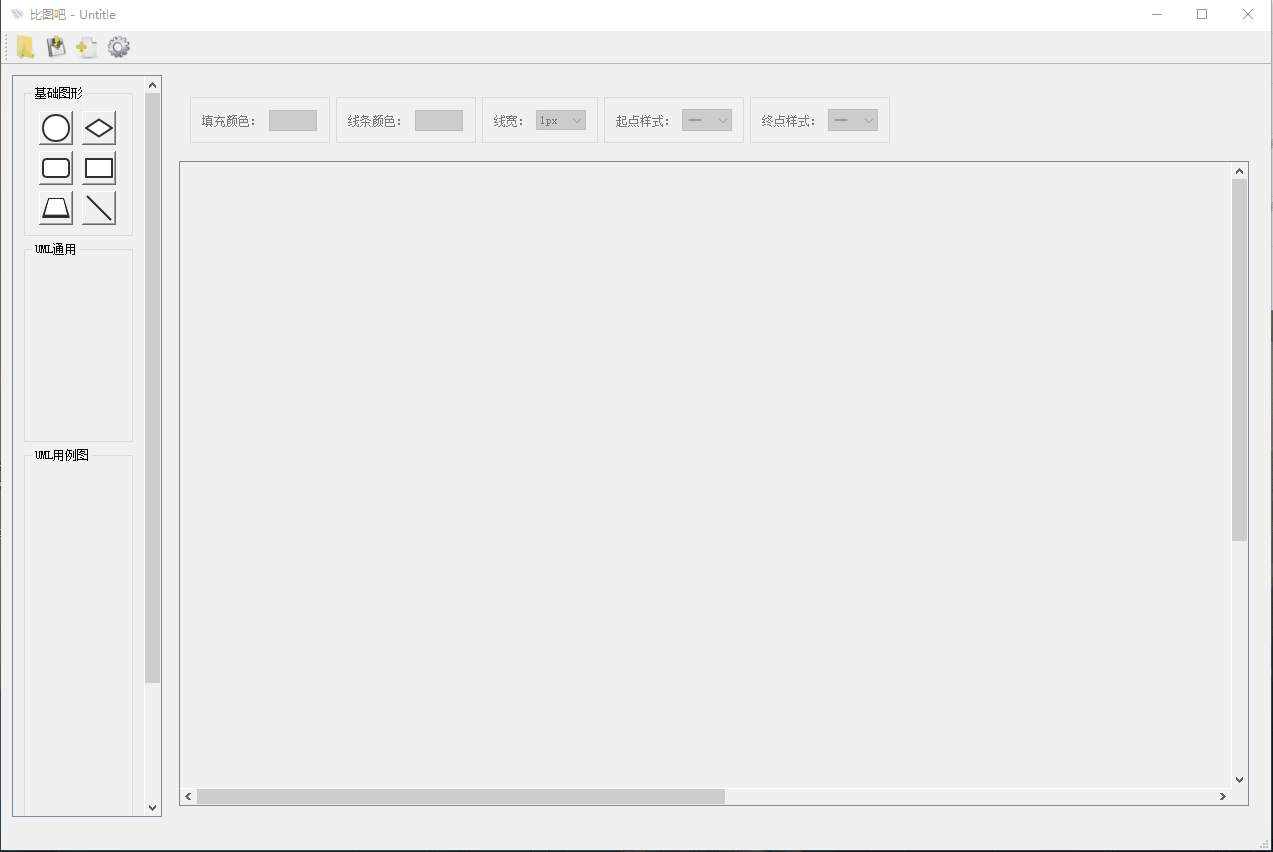 比图吧 - Untitle
基础图形
填充颜色：
线条颜色：
线宽： 1px
起点样式：
终点样式：
UML通用
UML用例图